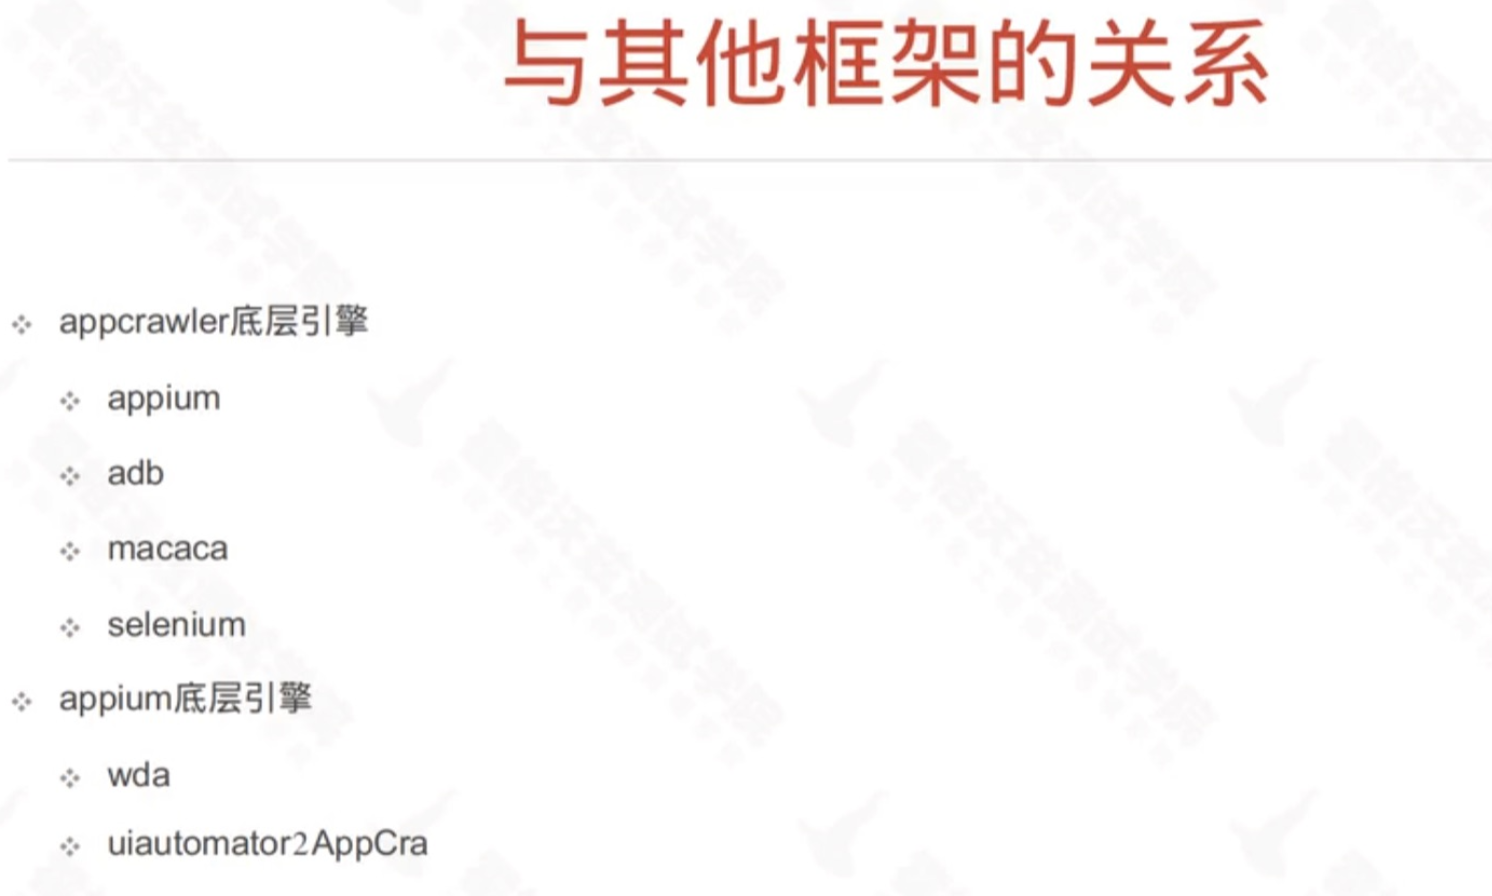 与其他框架的关系
appcrawler底层引擎
appium
adb
macaca
selenium
appium底层引擎
wda
uiautomator2AppCra